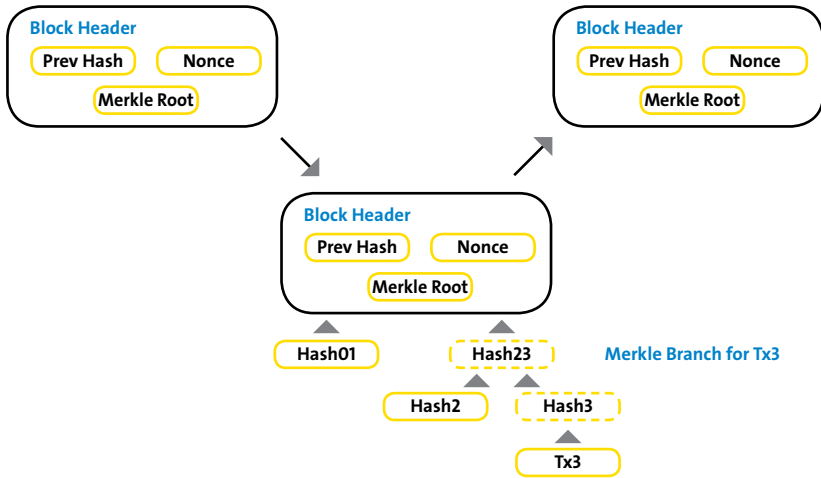 Block Header
Prev Hash Nonce
Merkle Root
Block Header
Prev Hash Nonce
Merkle Root
Block Header
Prev Hash Nonce
Merkle Root
Hash01 Hash23 Merkle Branch for Tx3
Hash2 Hash3
Tx3